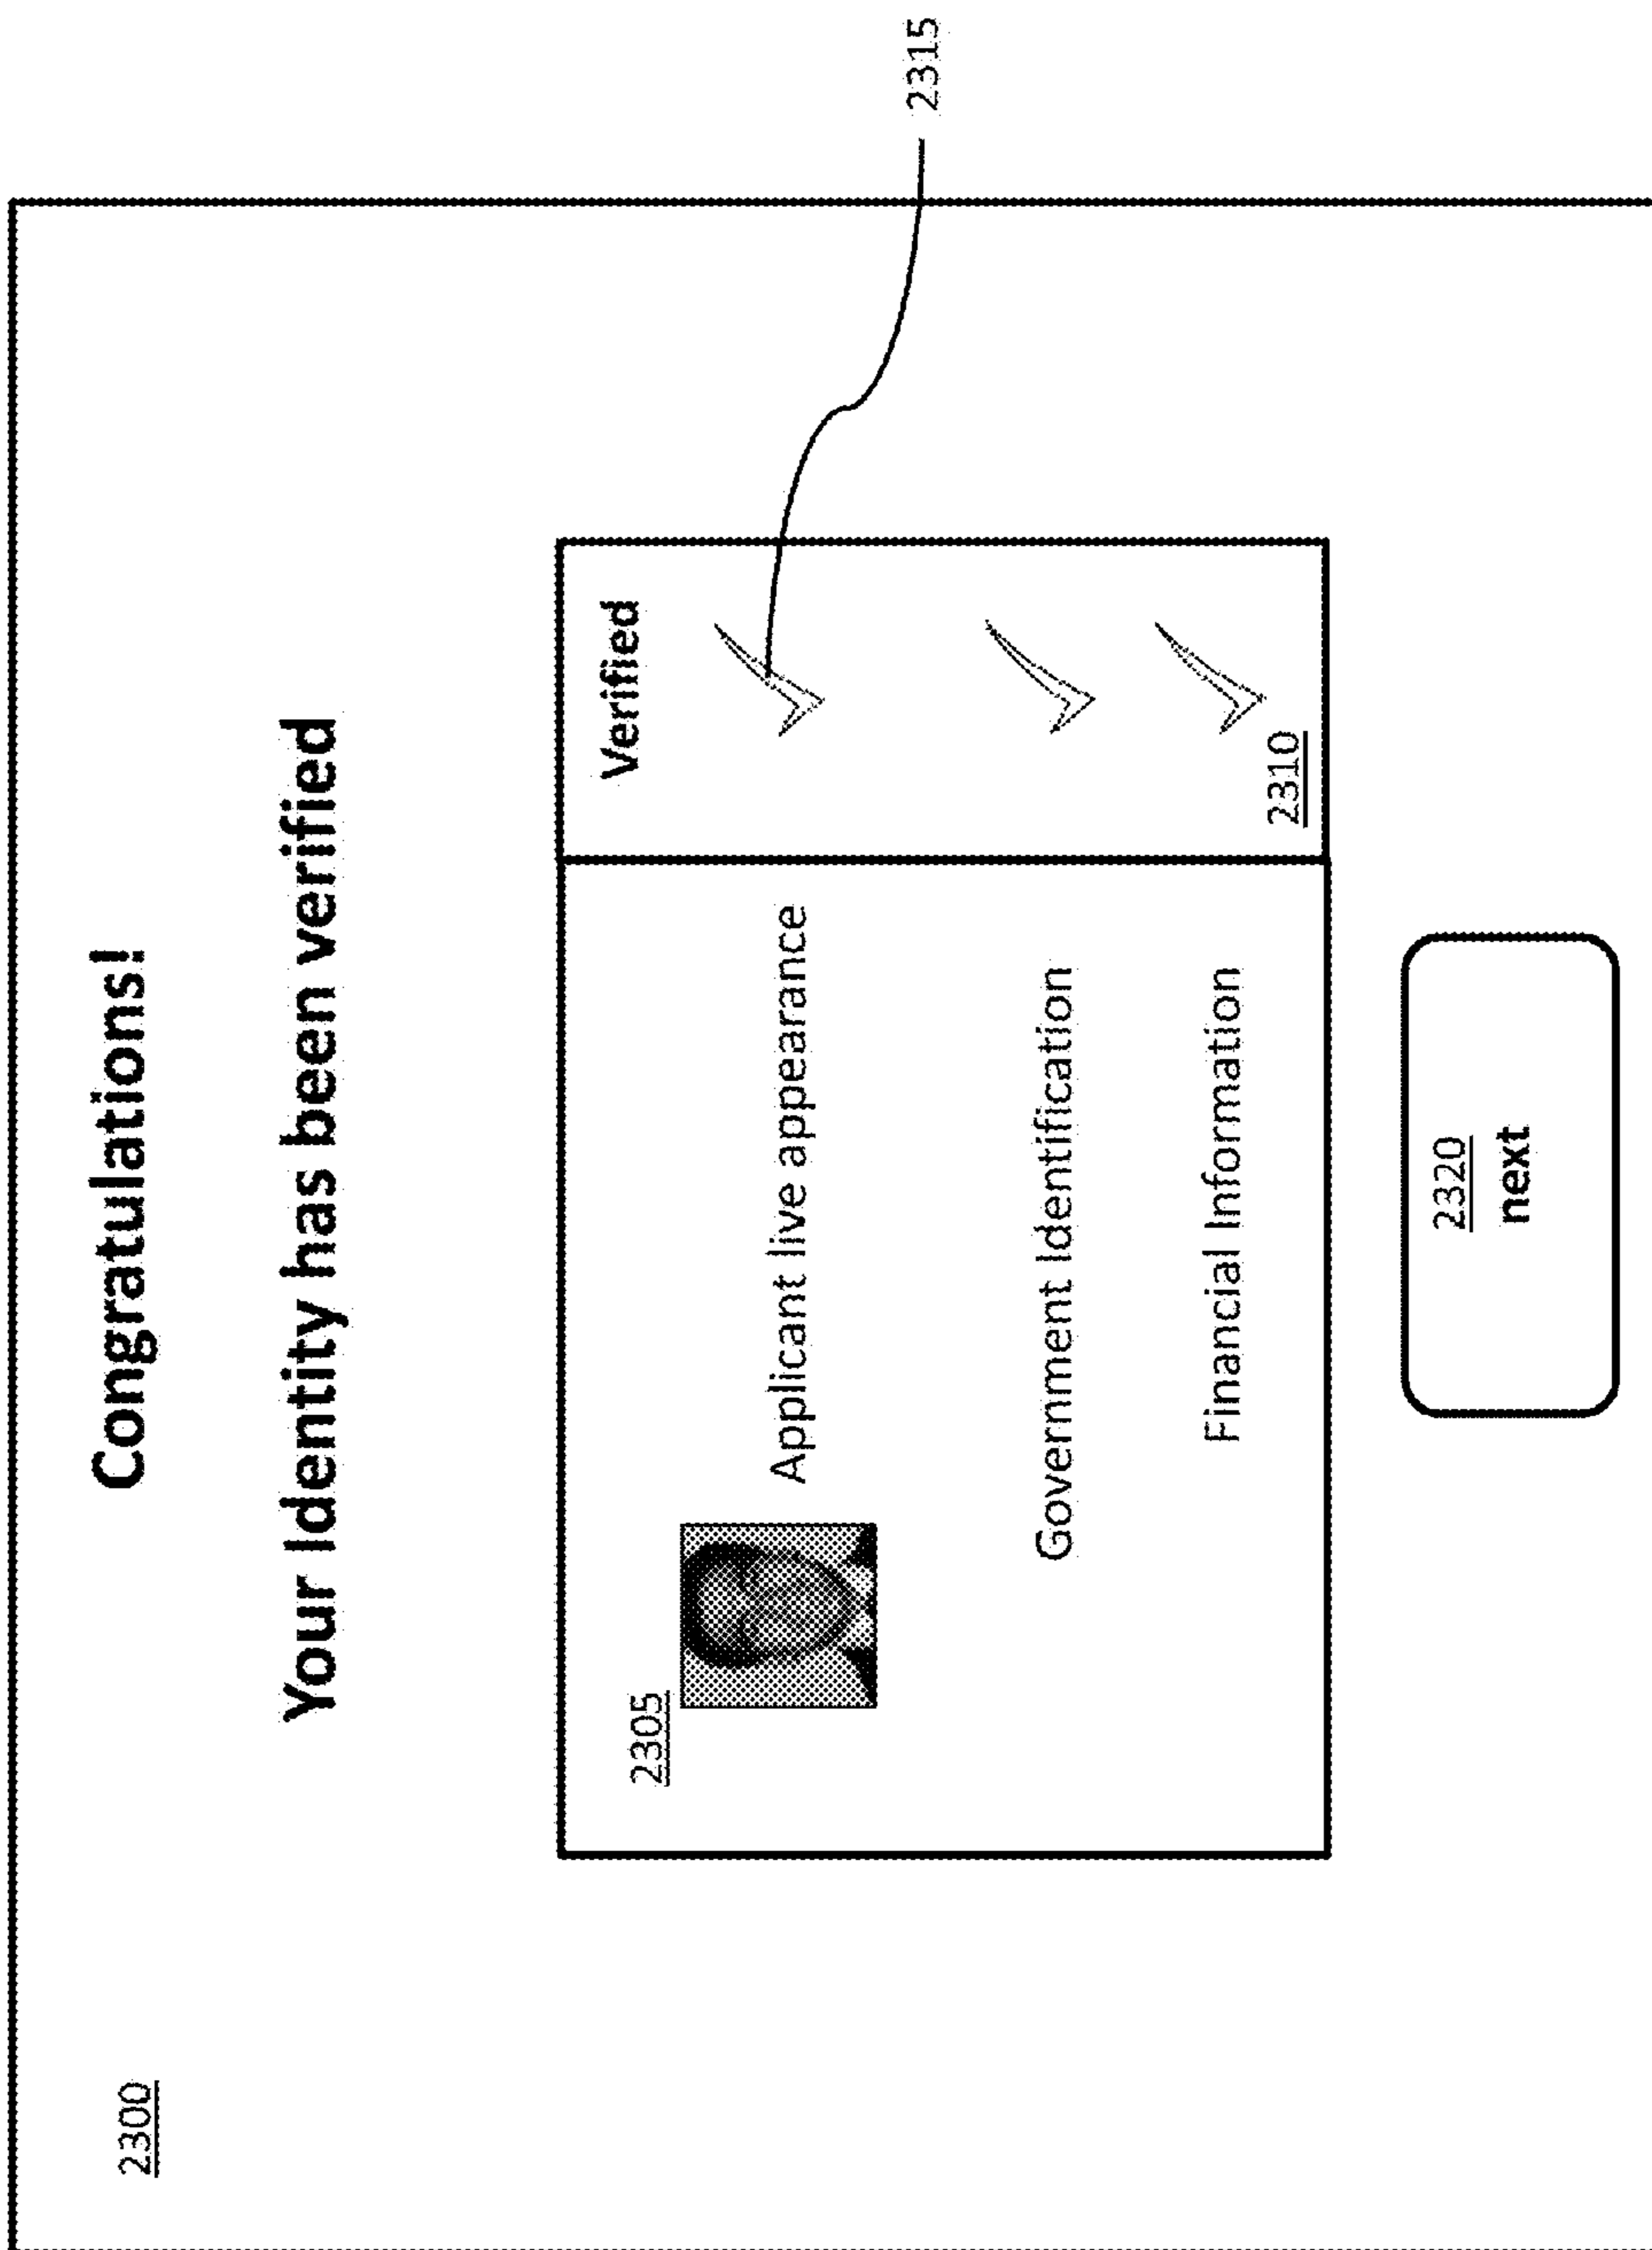 2300
Congratulations!
Your Identity has been verified
2305
Verified
Applicant live appearance
2315
Government Identification
Financial Information
2310
2320
next